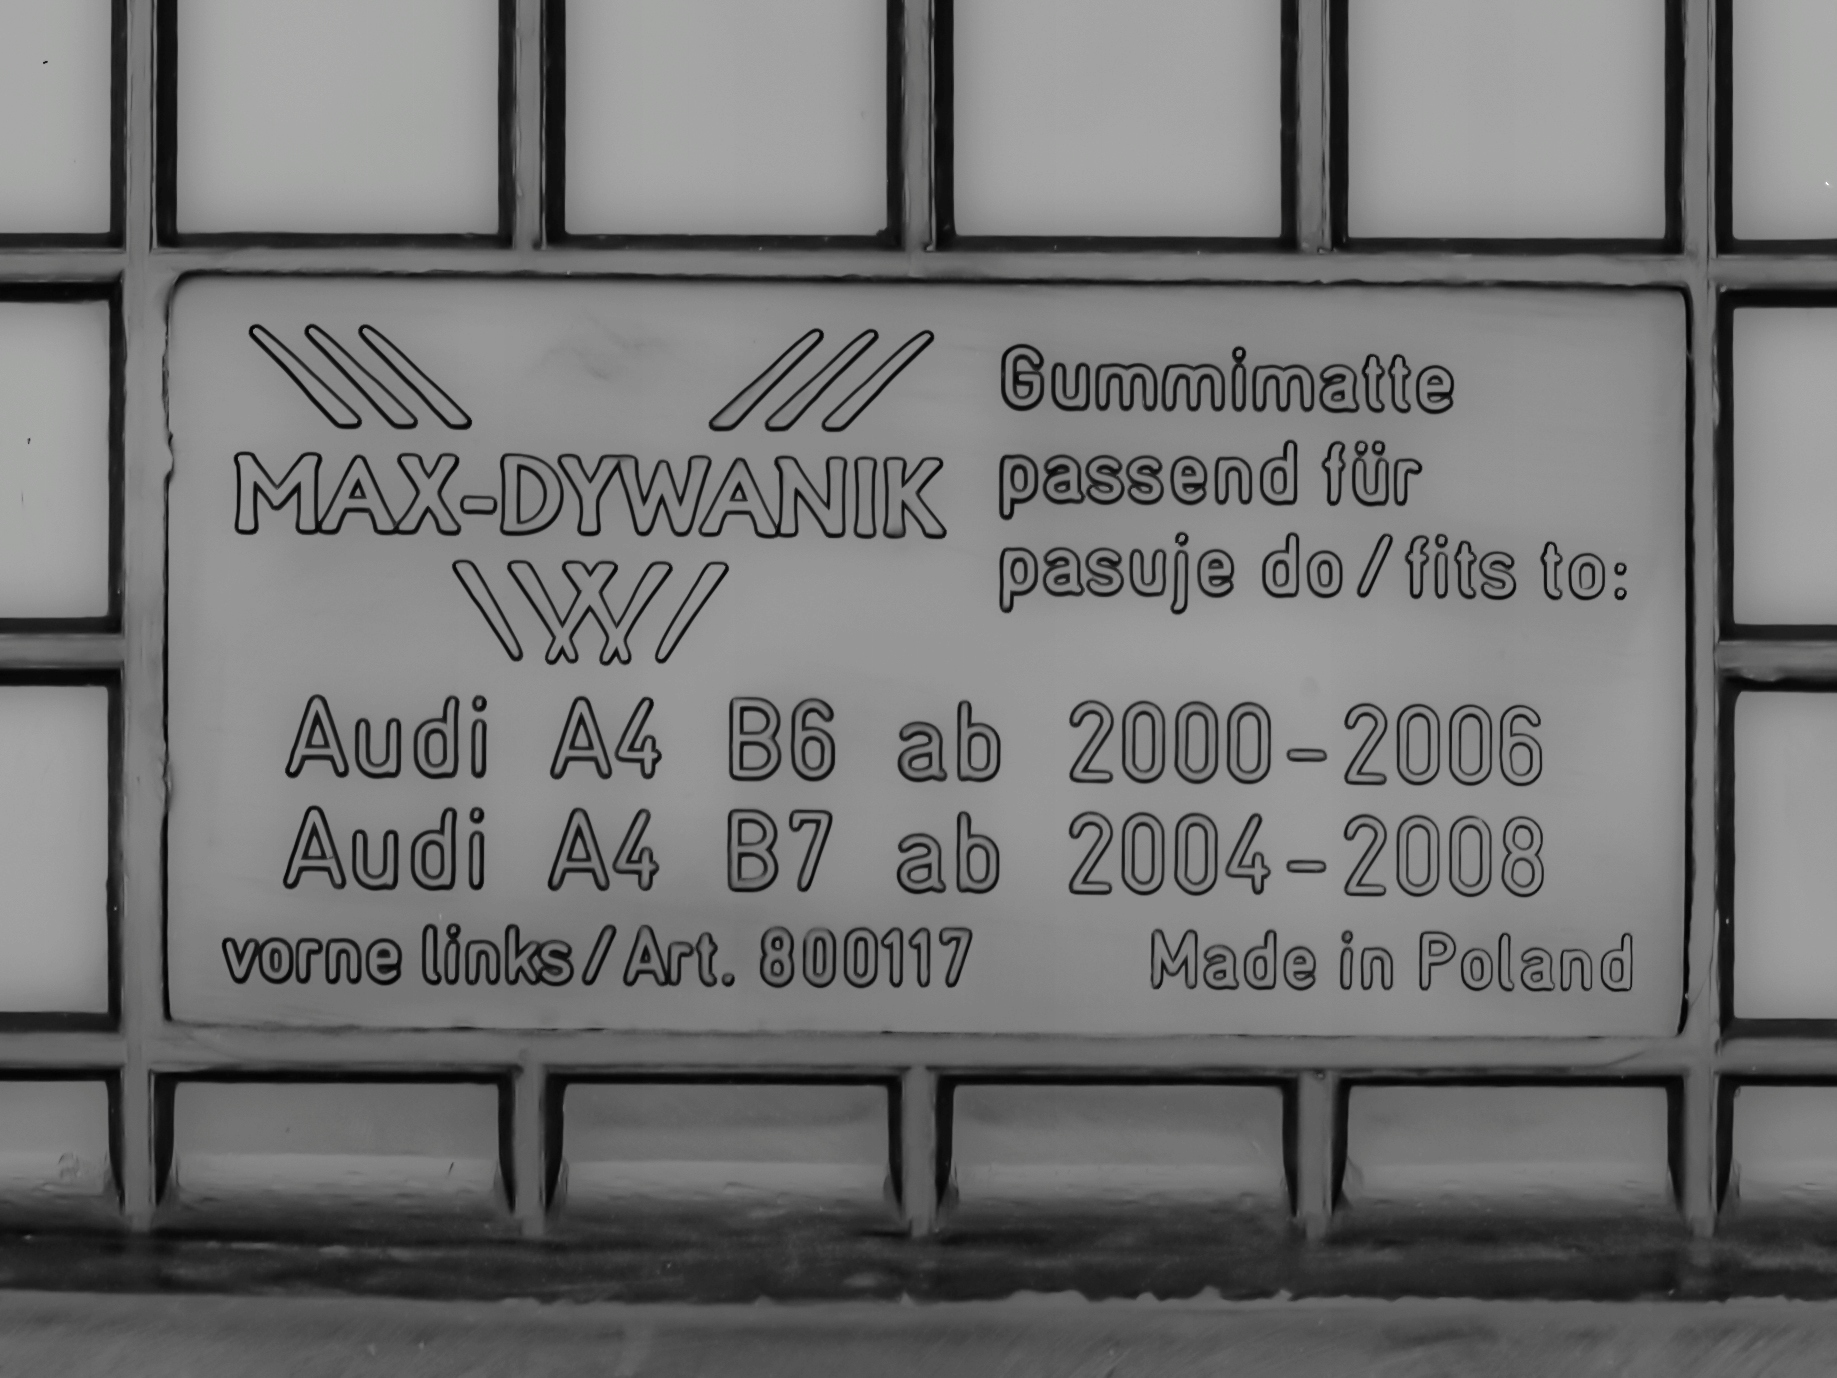 MAX-DYWANIK
Gummimatte
passend für
pasuje do / fits to:
Audi A4 B6 ab 2000-2006
Audi A4 B7 ab 2004-2008
vorne links / Art. 800117
Made in Poland